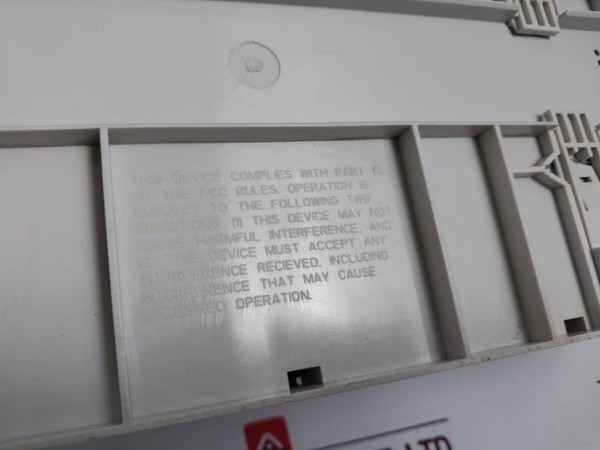 THIS DEVICE COMPLIES WITH PART 15
OF THE FCC RULES. OPERATION IS
SUBJECT TO THE FOLLOWING TWO
CONDITIONS: (1) THIS DEVICE MAY NOT
CAUSE HARMFUL INTERFERENCE, AND
THIS DEVICE MUST ACCEPT ANY
INTERFERENCE RECIEVED, INCLUDING
INTERFERENCE THAT MAY CAUSE
UNDESIRED OPERATION.
LTD